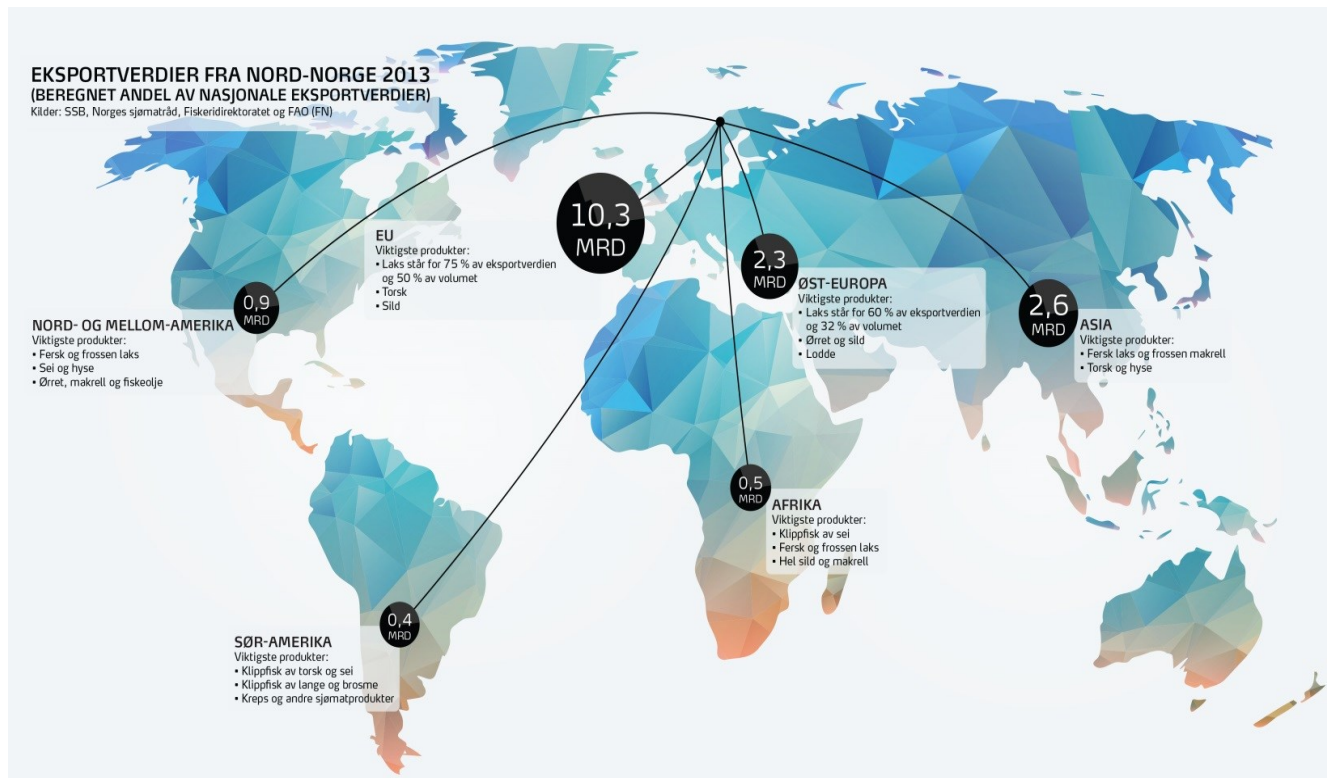 EKSPORTVERDIER FRA NORD-NORGE 2013
(BEREGNET ANDEL AV NASJONALE EKSPORTVERDIER)
Kilder: SSB, Norges sjømatråd, Fiskeridirektoratet og FAO (FN)
10,3
MRD
EU
Viktigste produkter:
• Laks står for 75 % av eksportverdien
og 50 % av volumet
• Torsk
• Sild
2,3
MRD
ØST-EUROPA
Viktigste produkter:
• Laks står for 60 % av eksportverdien
og 32 % av volumet
• Ørret og sild
• Lodde
0,9
MRD
NORD- OG MELLOM-AMERIKA
Viktigste produkter:
• Fersk og frossen laks
• Sei og hyse
• Ørret, makrell og fiskeolje
2,6
MRD
ASIA
Viktigste produkter:
• Fersk laks og frossen makrell
• Torsk og hyse
0,5
MRD
AFRIKA
Viktigste produkter:
• Klippfisk av sei
• Fersk og frossen laks
• Hel sild og makrell
0,4
MRD
SØR-AMERIKA
Viktigste produkter:
• Klippfisk av torsk og sei
• Klippfisk av lange og brosme
• Kreps og andre sjømatprodukter